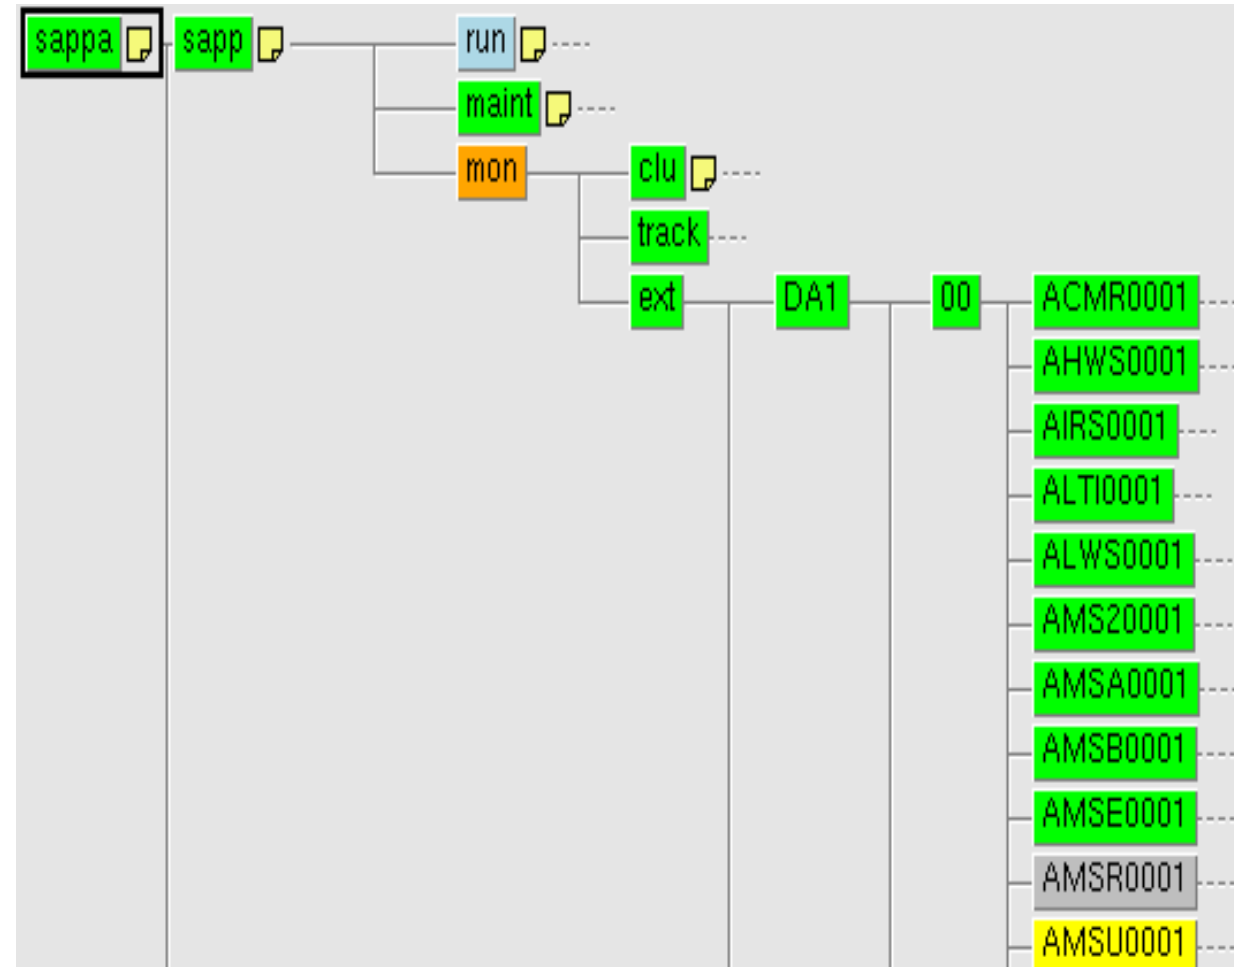 sappa sapp run
maint
mon clu
track
ext DA1 00 ACMR0001
AHWS0001
AIRS0001
ALTI0001
ALWS0001
AMS20001
AMSA0001
AMSB0001
AMSE0001
AMSR0001
AMSU0001